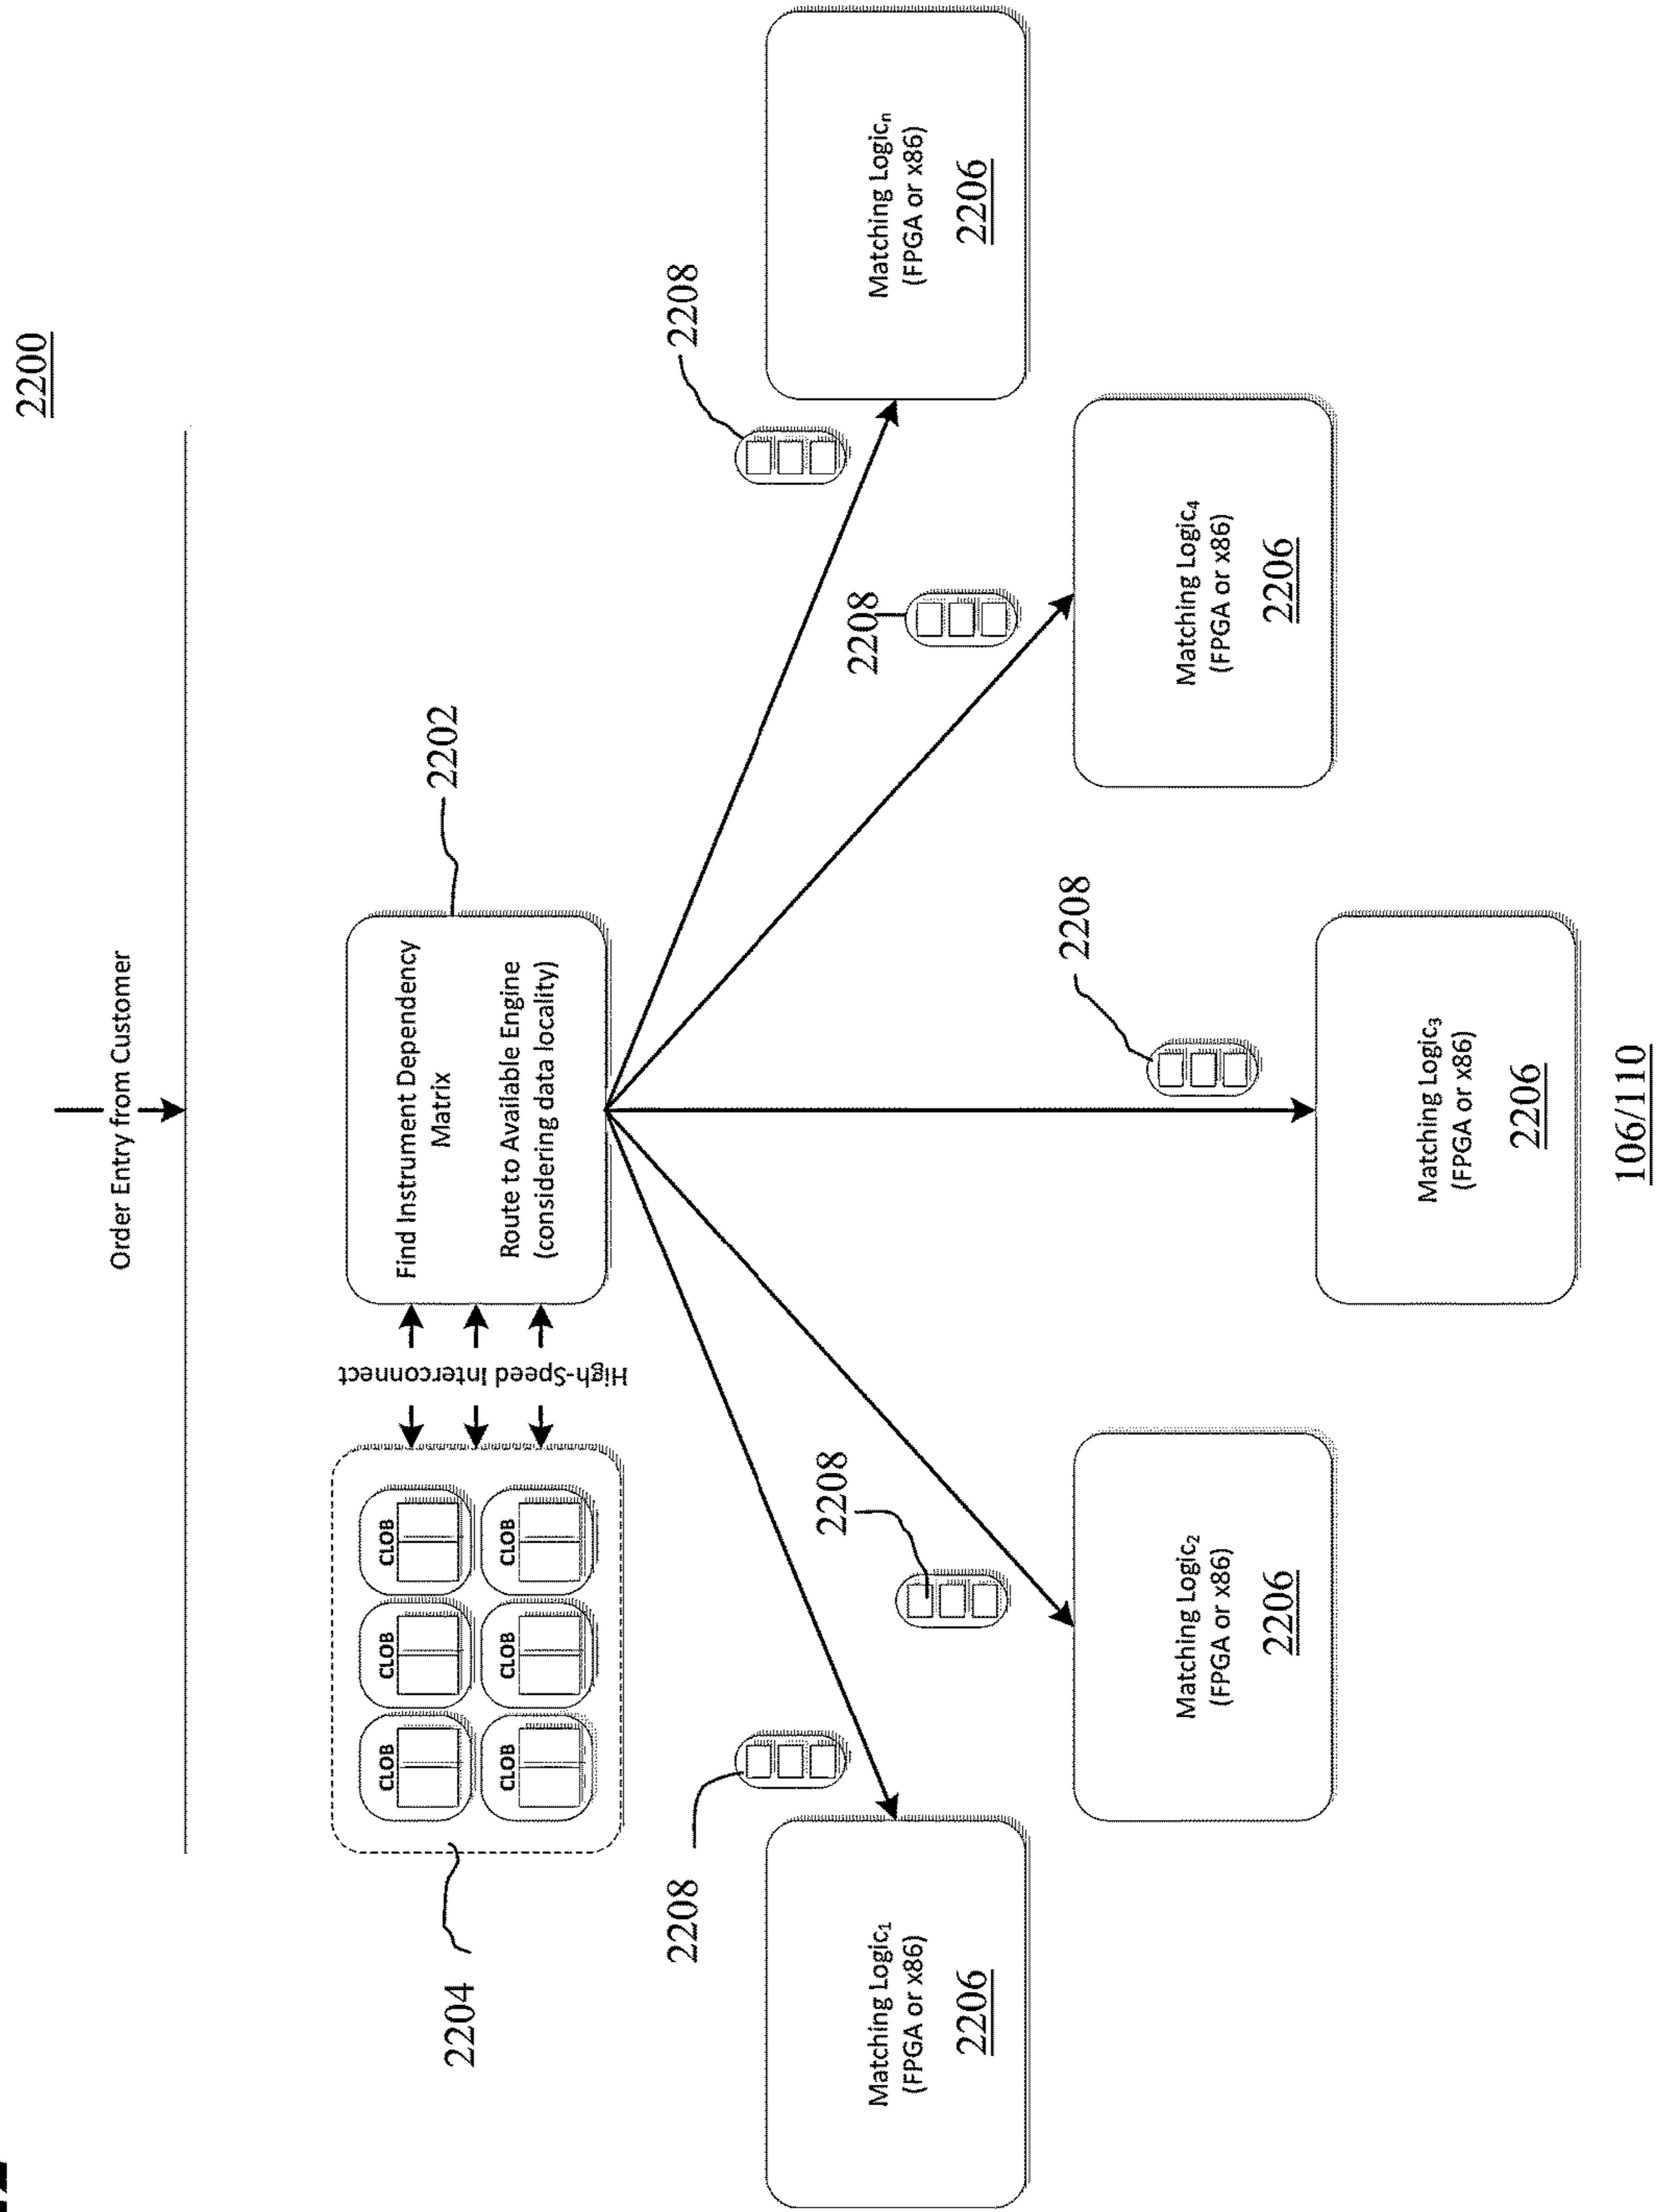 2200
Order Entry from Customer
2204
CLOB
CLOB
CLOB
CLOB
CLOB
CLOB
High-Speed Interconnect
Find Instrument Dependency
Matrix
Route to Available Engine
(considering data locality)
2202
2208
2208
2208
2208
2208
Matching Logic₁
(FPGA or x86)
2206
Matching Logic₂
(FPGA or x86)
2206
Matching Logic₃
(FPGA or x86)
2206
Matching Logic₄
(FPGA or x86)
2206
Matching Logicₙ
(FPGA or x86)
2206
106/110